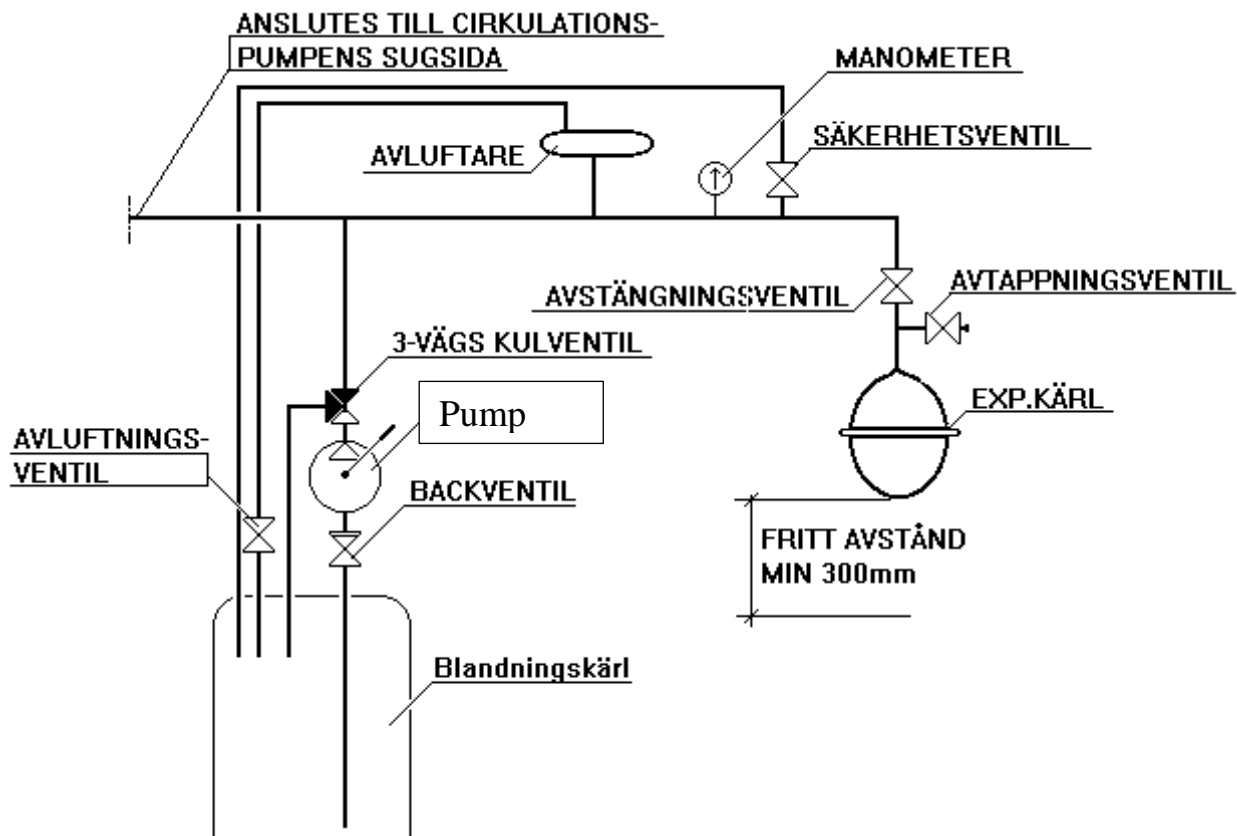 ANSLUTES TILL CIRKULATIONS-
PUMPENS SUGSIDA
MANOMETER
SÄKERHETSVENTIL
AVLUFTARE
AVSTÄNGNINGSVENTIL
AVTAPPNINGSVENTIL
3-VÄGS KULVENTIL
Pump
EXP.KÄRL
AVLUFTNINGS-
VENTIL
BACKVENTIL
FRITT AVSTÅND
MIN 300mm
Blandningskärl